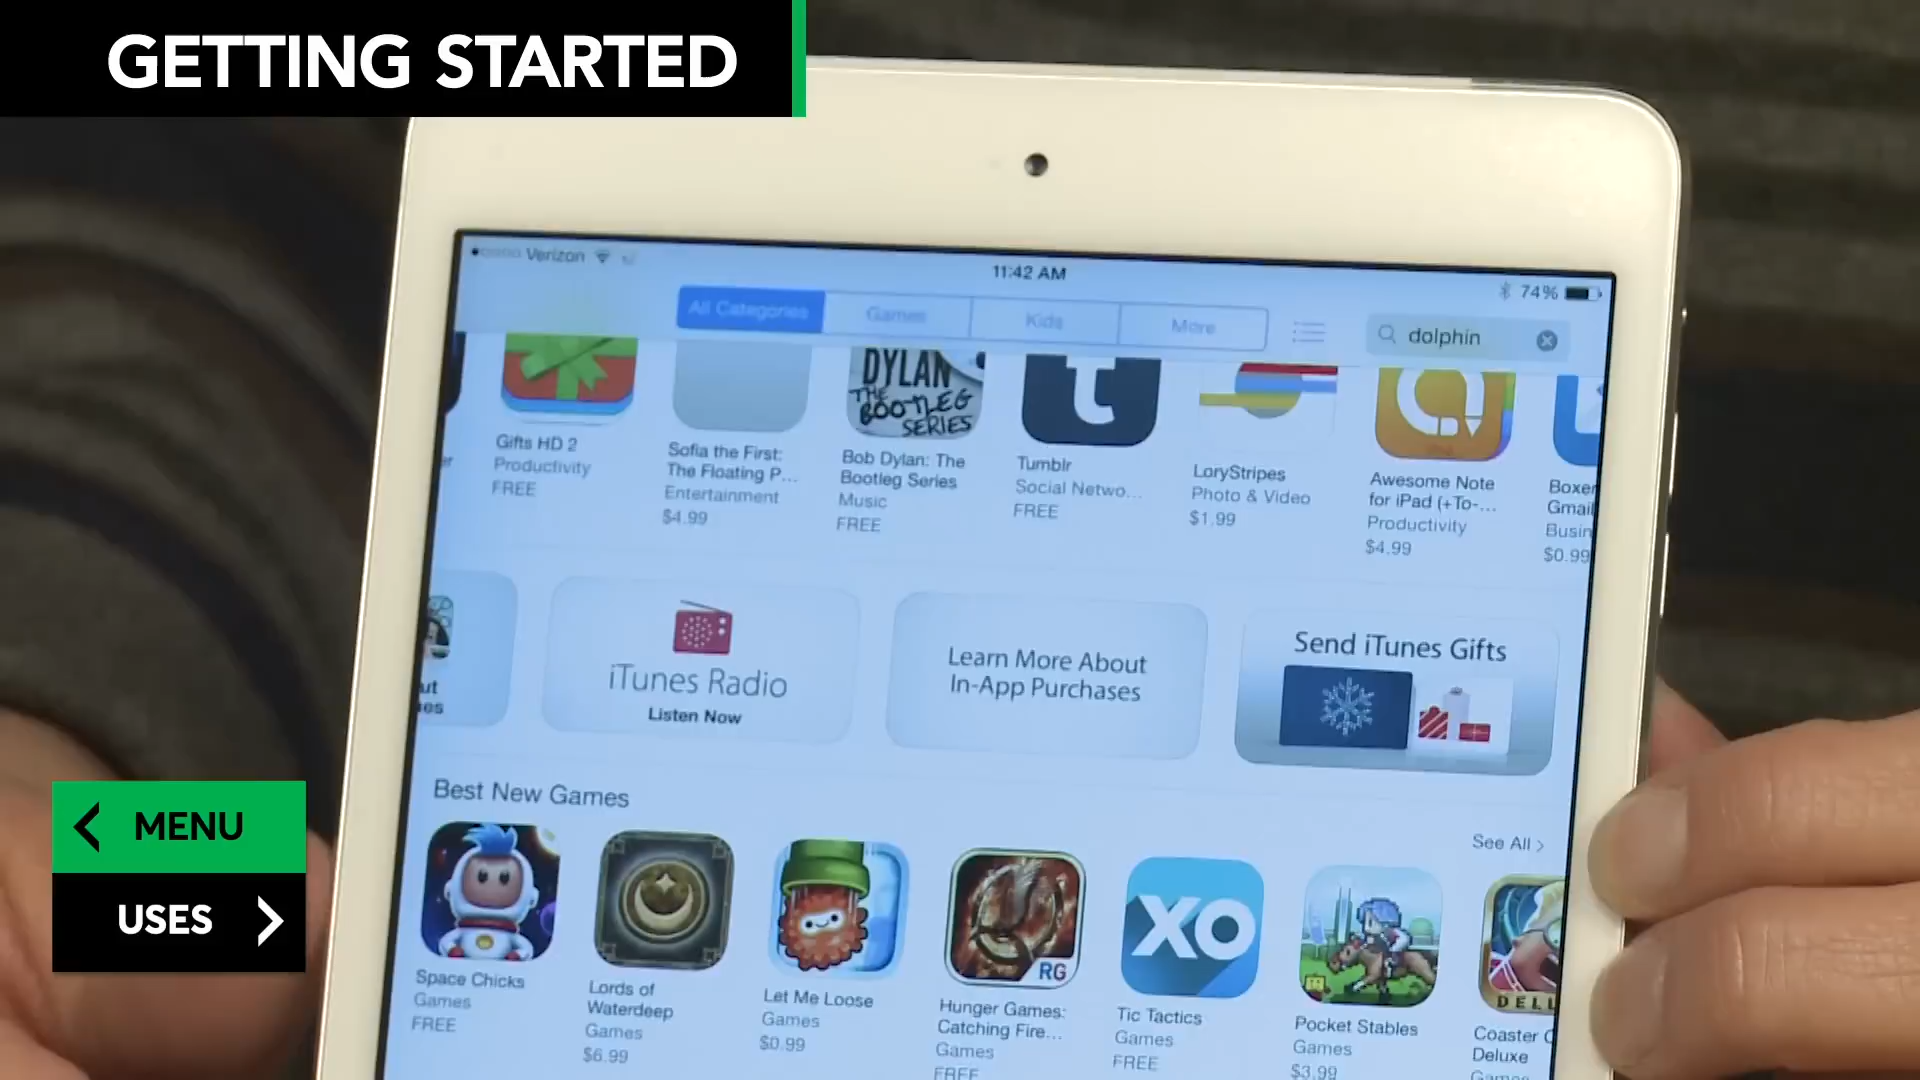 GETTING STARTED
Verizon
11:42 AM
74%
All Categories
Games
Kids
More
dolphin
DYLAN
THE
BOOTLEG
SERIES
t
Gifts HD 2
Productivity
FREE
Sofia the First:
The Floating P...
Entertainment
$4.99
Bob Dylan: The
Bootleg Series
Music
FREE
Tumblr
Social Netwo...
FREE
LoryStripes
Photo & Video
$1.99
Awesome Note
for iPad (+To-...
Productivity
$4.99
Boxer
Gmail
Busin
$0.99
iTunes Radio
Listen Now
Learn More About
In-App Purchases
Send iTunes Gifts
Best New Games
See All >
MENU
USES
RG
XO
DELU
Space Chicks
Games
FREE
Lords of
Waterdeep
Games
$6.99
Let Me Loose
Games
$0.99
Hunger Games:
Catching Fire...
Games
FREE
Tic Tactics
Games
FREE
Pocket Stables
Games
$3.99
Coaster C
Deluxe
Games